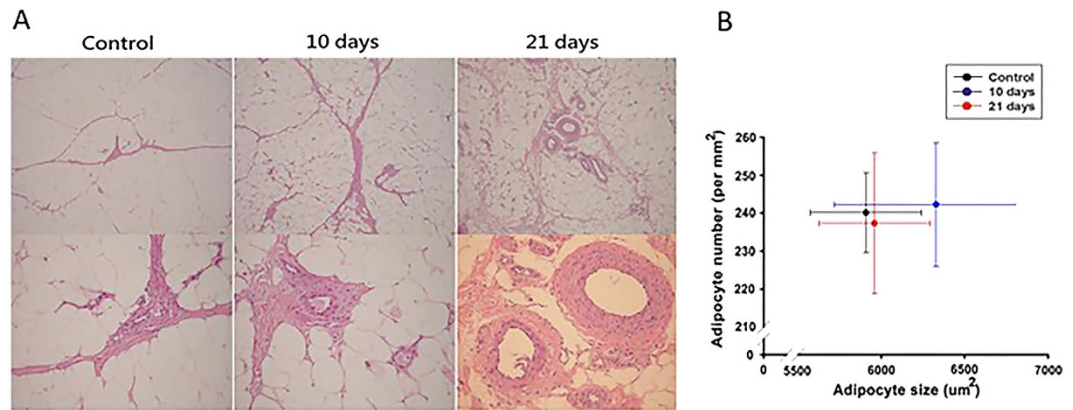 A
Control
10 days
21 days
B
Control
10 days
21 days
Adipocyte number (per mm²)
260
250
240
230
220
210
0
0
5500
6000
6500
7000
Adipocyte size (um²)